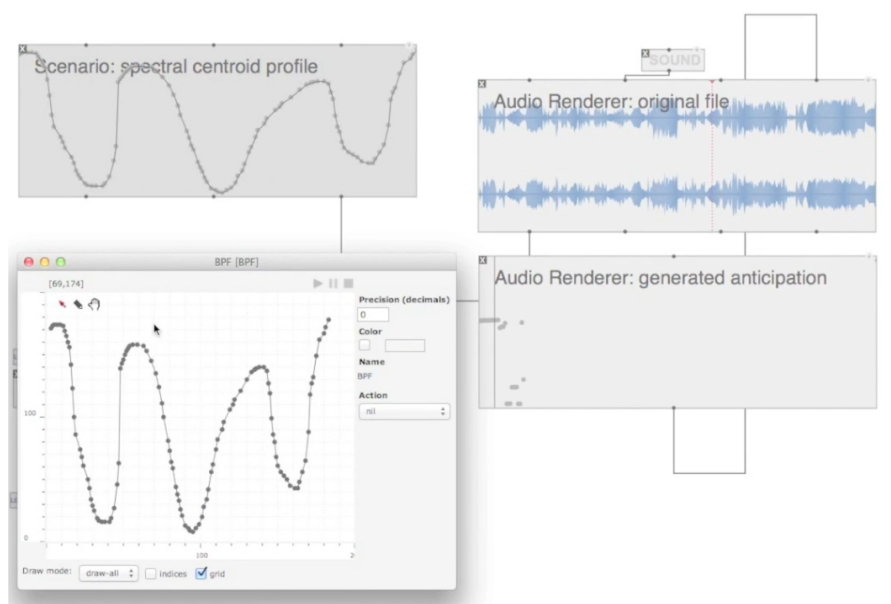 Scenario: spectral centroid profile
SOUND
Audio Renderer: original file
Audio Renderer: generated anticipation
BPF [BPF]
[69,174]
Precision (decimals)
0
Color
Name
BPF
Action
nil
100
0
100
2
Draw mode:
draw-all
indices
grid